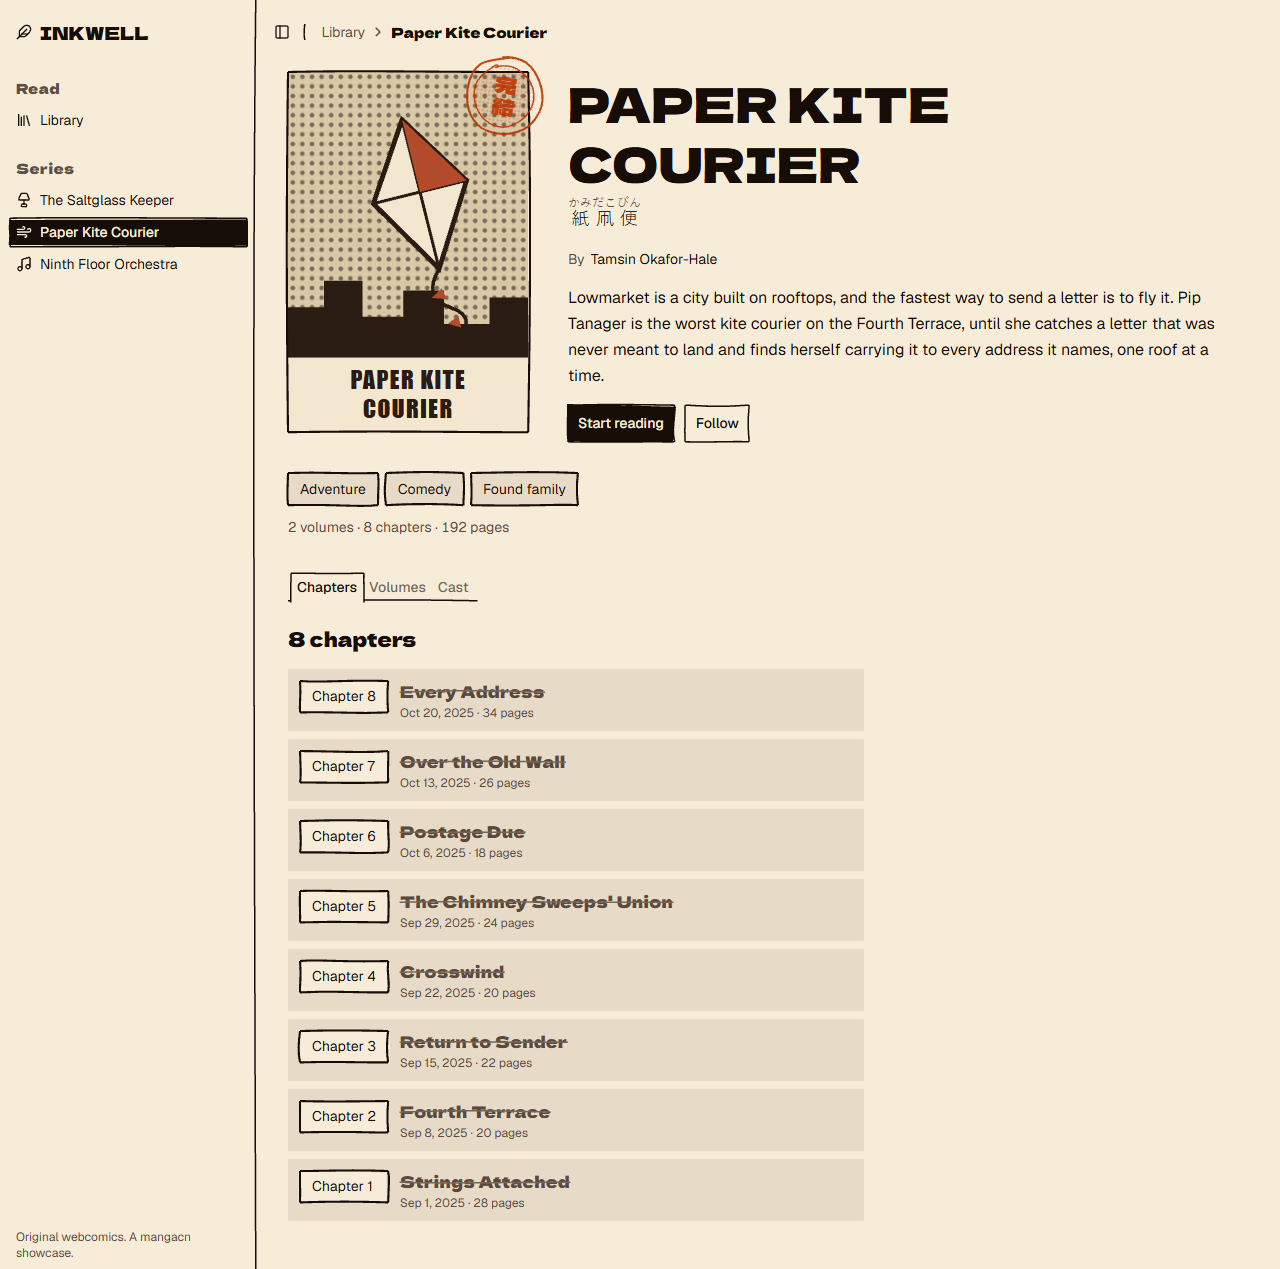 INKWELL
Read
Library
Series
The Saltglass Keeper
Paper Kite Courier
Ninth Floor Orchestra
Original webcomics. A mangacn
showcase.
Library > Paper Kite Courier
完結
PAPER KITE
COURIER
PAPER KITE
COURIER
かみだこびん
紙凧便
By Tamsin Okafor-Hale
Lowmarket is a city built on rooftops, and the fastest way to send a letter is to fly it. Pip
Tanager is the worst kite courier on the Fourth Terrace, until she catches a letter that was
never meant to land and finds herself carrying it to every address it names, one roof at a
time.
Start reading
Follow
Adventure
Comedy
Found family
2 volumes · 8 chapters · 192 pages
Chapters
Volumes
Cast
8 chapters
Chapter 8
Every Address
Oct 20, 2025 · 34 pages
Chapter 7
Over the Old Wall
Oct 13, 2025 · 26 pages
Chapter 6
Postage Due
Oct 6, 2025 · 18 pages
Chapter 5
The Chimney Sweeps' Union
Sep 29, 2025 · 24 pages
Chapter 4
Crosswind
Sep 22, 2025 · 20 pages
Chapter 3
Return to Sender
Sep 15, 2025 · 22 pages
Chapter 2
Fourth Terrace
Sep 8, 2025 · 20 pages
Chapter 1
Strings Attached
Sep 1, 2025 · 28 pages